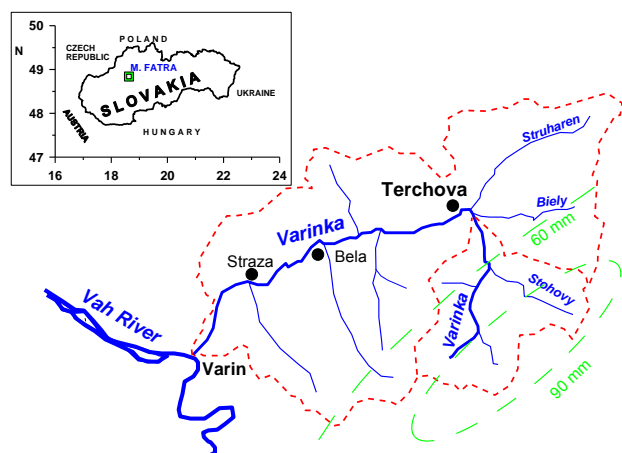 N
50
49
48
47
16
18
20
22
24
POLAND
CZECH
REPUBLIC
M. FATRA
SLOVAKIA
UKRAINE
AUSTRIA
HUNGARY
Struharen
Terchova
Biely
Varinka
60 mm
Straza
Bela
Stohovy
Vah River
Varinka
Varin
90 mm